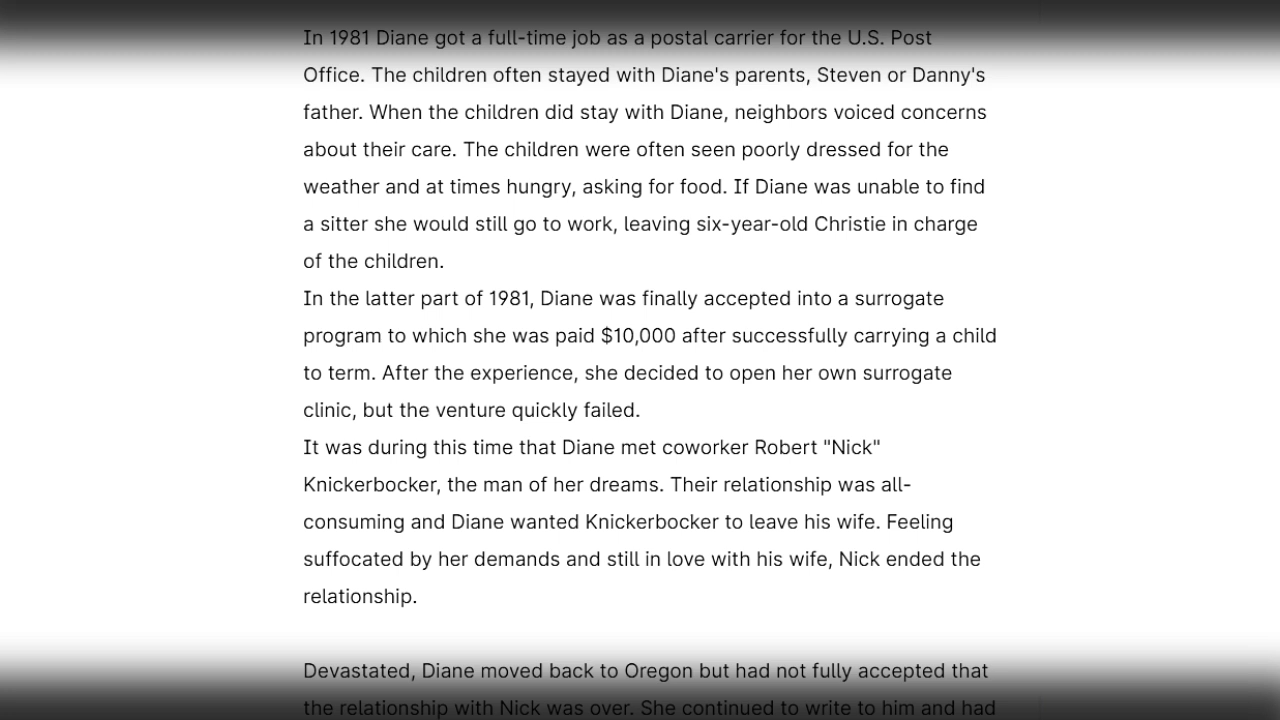 In 1981 Diane got a full-time job as a postal carrier for the U.S. Post
Office. The children often stayed with Diane's parents, Steven or Danny's
father. When the children did stay with Diane, neighbors voiced concerns
about their care. The children were often seen poorly dressed for the
weather and at times hungry, asking for food. If Diane was unable to find
a sitter she would still go to work, leaving six-year-old Christie in charge
of the children.
In the latter part of 1981, Diane was finally accepted into a surrogate
program to which she was paid $10,000 after successfully carrying a child
to term. After the experience, she decided to open her own surrogate
clinic, but the venture quickly failed.
It was during this time that Diane met coworker Robert "Nick"
Knickerbocker, the man of her dreams. Their relationship was all-
consuming and Diane wanted Knickerbocker to leave his wife. Feeling
suffocated by her demands and still in love with his wife, Nick ended the
relationship.
Devastated, Diane moved back to Oregon but had not fully accepted that
the relationship with Nick was over. She continued to write to him and had